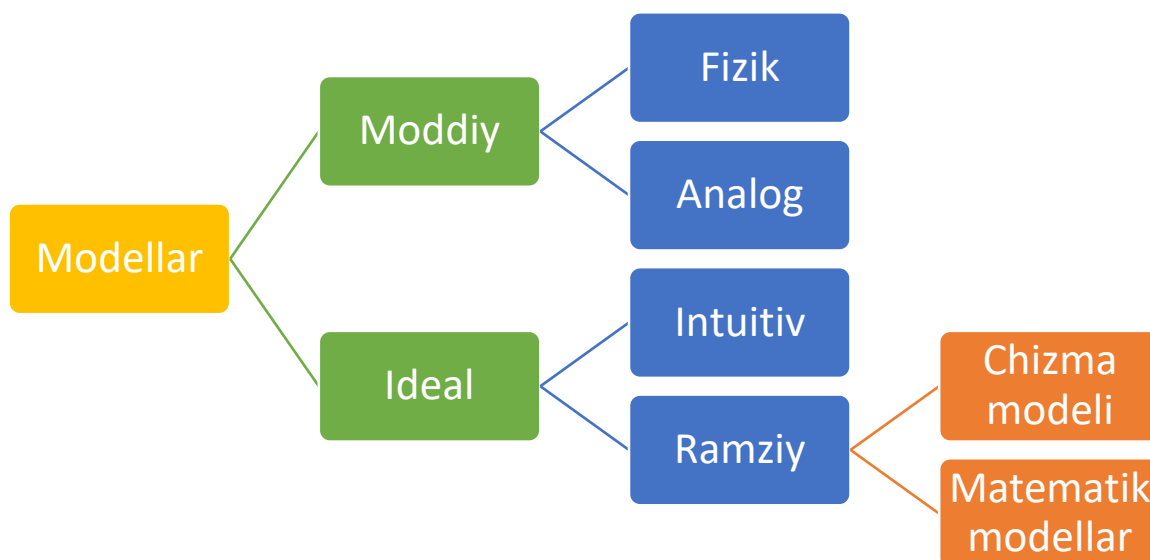 Modellar
Moddiy
Fizik
Analog
Ideal
Intuitiv
Ramziy
Chizma
modeli
Matematik
modellar